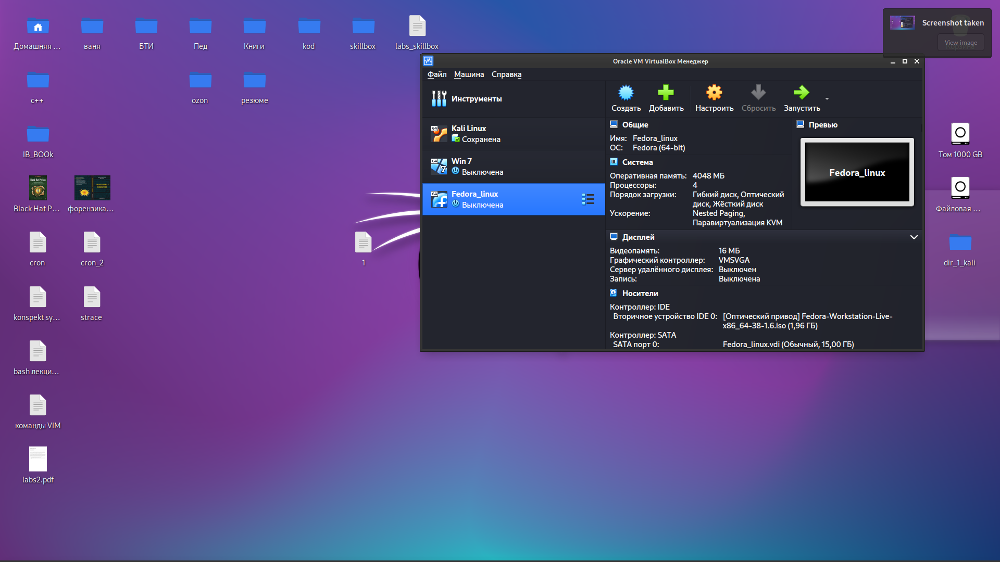 Домашняя ...
ваня
БТИ
Пед
Книги
kod
skillbox
labs_skillbox
Screenshot taken
View image
c++
ozon
резюме
IB_BOOk
Black Hat P...
форензика...
cron
cron_2
1
konspekt sy...
strace
bash лекци...
команды VIM
labs2.pdf
Oracle VM VirtualBox Менеджер
Файл Машина Справка
Инструменты
Создать
Добавить
Настроить
Сбросить
Запустить
64
Kali Linux
Сохранена
64
Win 7
Выключена
64
Fedora_linux
Выключена
Общие
Имя: Fedora_linux
ОС: Fedora (64-bit)
Система
Оперативная память: 4048 МБ
Процессоры: 4
Порядок загрузки: Гибкий диск, Оптический
диск, Жёсткий диск
Ускорение: Nested Paging,
Паравиртуализация KVM
Превью
Fedora_linux
Дисплей
Видеопамять: 16 МБ
Графический контроллер: VMSVGA
Сервер удалённого дисплея: Выключен
Запись: Выключена
Носители
Контроллер: IDE
Вторичное устройство IDE 0: [Оптический привод] Fedora-Workstation-Live-
x86_64-38-1.6.iso (1,96 ГБ)
Контроллер: SATA
SATA порт 0: Fedora_linux.vdi (Обычный, 15,00 ГБ)
Том 1000 GB
Файловая ...
dir_1_kali